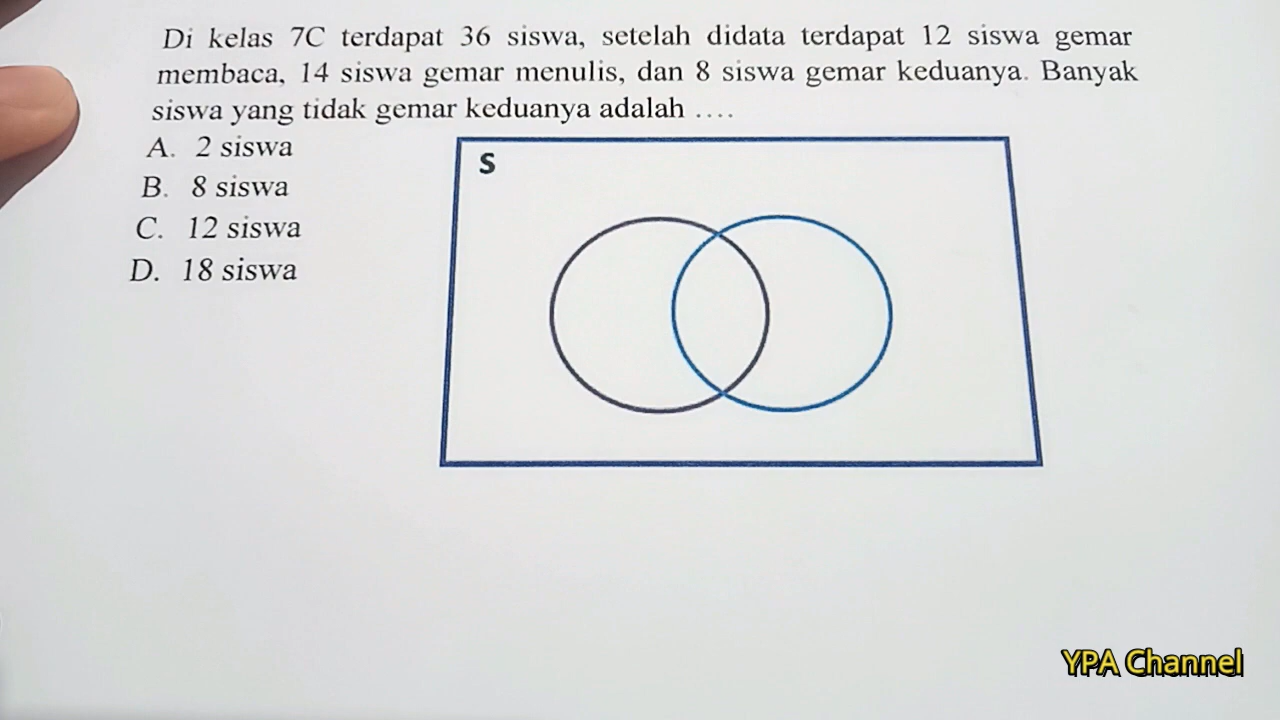 Di kelas 7C terdapat 36 siswa, setelah didata terdapat 12 siswa gemar
membaca, 14 siswa gemar menulis, dan 8 siswa gemar keduanya. Banyak
siswa yang tidak gemar keduanya adalah ....
A. 2 siswa
B. 8 siswa
C. 12 siswa
D. 18 siswa
S
YPA Channel